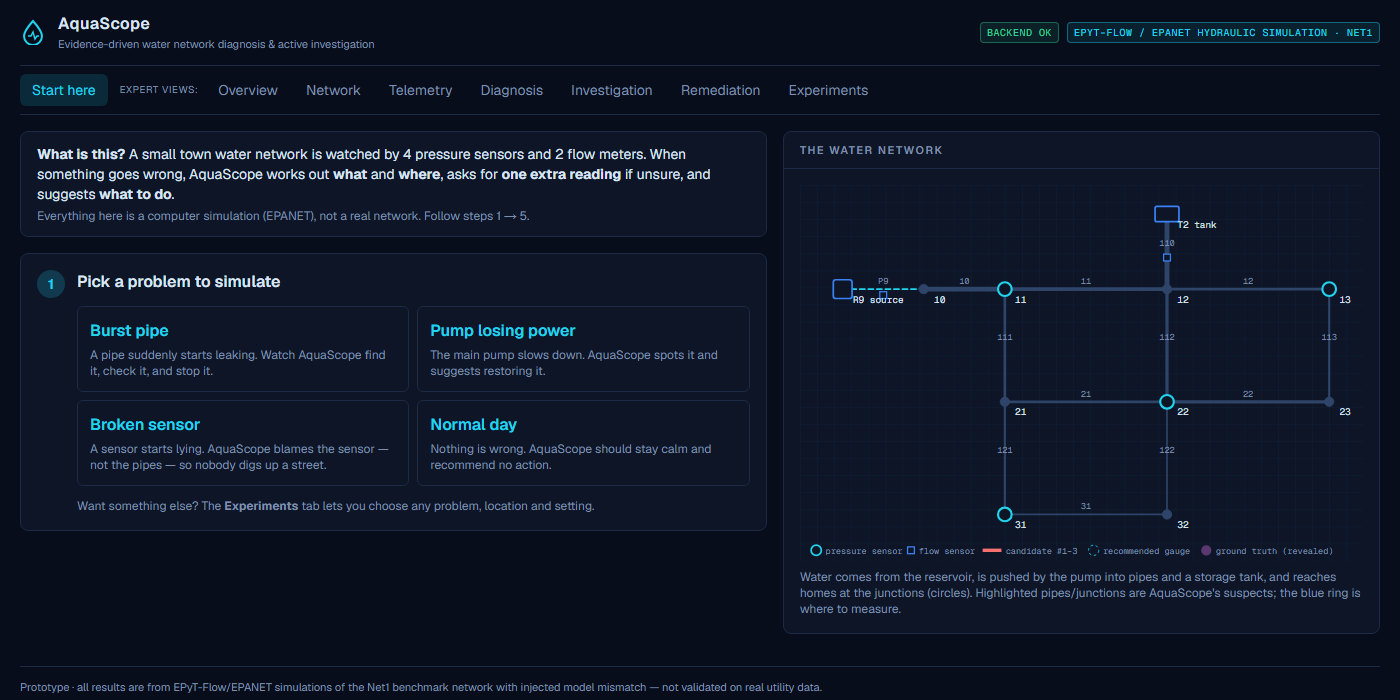 AquaScope
Evidence-driven water network diagnosis & active investigation
BACKEND OK
EPYT-FLOW / EPANET HYDRAULIC SIMULATION · NET1
Start here
EXPERT VIEWS:
Overview
Network
Telemetry
Diagnosis
Investigation
Remediation
Experiments
What is this? A small town water network is watched by 4 pressure sensors and 2 flow meters. When
something goes wrong, AquaScope works out what and where, asks for one extra reading if unsure, and
suggests what to do.
Everything here is a computer simulation (EPANET), not a real network. Follow steps 1 → 5.
1
Pick a problem to simulate
Burst pipe
A pipe suddenly starts leaking. Watch AquaScope find
it, check it, and stop it.
Pump losing power
The main pump slows down. AquaScope spots it and
suggests restoring it.
Broken sensor
A sensor starts lying. AquaScope blames the sensor —
not the pipes — so nobody digs up a street.
Normal day
Nothing is wrong. AquaScope should stay calm and
recommend no action.
Want something else? The Experiments tab lets you choose any problem, location and setting.
THE WATER NETWORK
T2 tank
110
P9
10
11
12
R9 source
10
11
12
13
111
112
113
21
22
21
22
23
121
122
31
31
32
pressure sensor
flow sensor
candidate #1–3
recommended gauge
ground truth (revealed)
Water comes from the reservoir, is pushed by the pump into pipes and a storage tank, and reaches
homes at the junctions (circles). Highlighted pipes/junctions are AquaScope's suspects; the blue ring is
where to measure.
Prototype · all results are from EPyT-Flow/EPANET simulations of the Net1 benchmark network with injected model mismatch — not validated on real utility data.